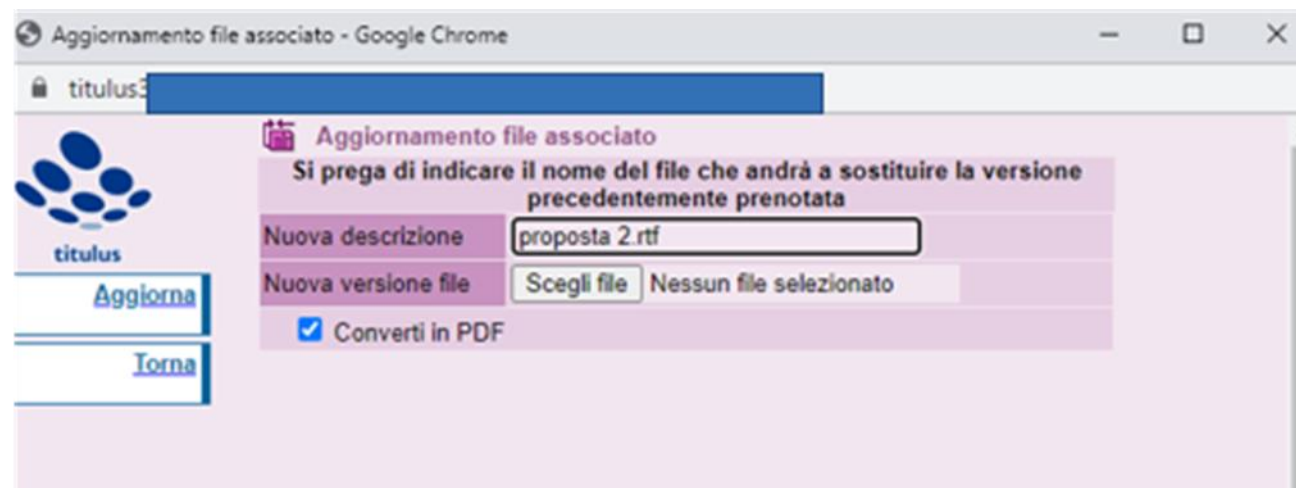 Aggiornamento file associato - Google Chrome
titulus3
Aggiornamento file associato
Si prega di indicare il nome del file che andrà a sostituire la versione
precedentemente prenotata
titulus
Nuova descrizione proposta 2.rtf
Nuova versione file Scegli file Nessun file selezionato
Converti in PDF
Aggiorna
Torna